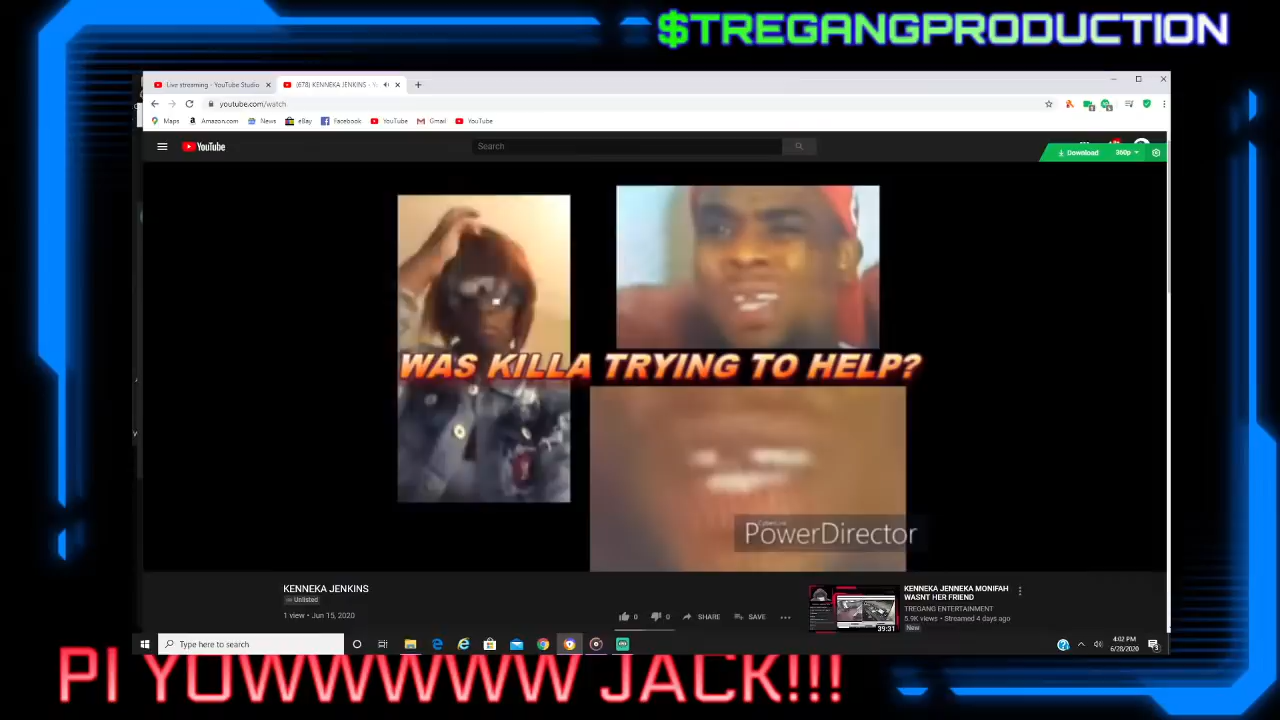 $TREGANGPRODUCTION
Live streaming - YouTube Studio
(678) KENNEKA JENKINS - Y
youtube.com/watch
Maps
Amazon.com
News
eBay
Facebook
YouTube
Gmail
YouTube
YouTube
Search
Download
360p
WAS KILLA TRYING TO HELP?
CyberLink
PowerDirector
KENNEKA JENKINS
Unlisted
1 view • Jun 15, 2020
0
0
SHARE
SAVE
KENNEKA JENNEKA MONIFAH
WASNT HER FRIEND
TREGANG ENTERTAINMENT
5.9K views • Streamed 4 days ago
New
39:31
Type here to search
4:02 PM
6/28/2020
PI YOWWWWWW JACK!!!